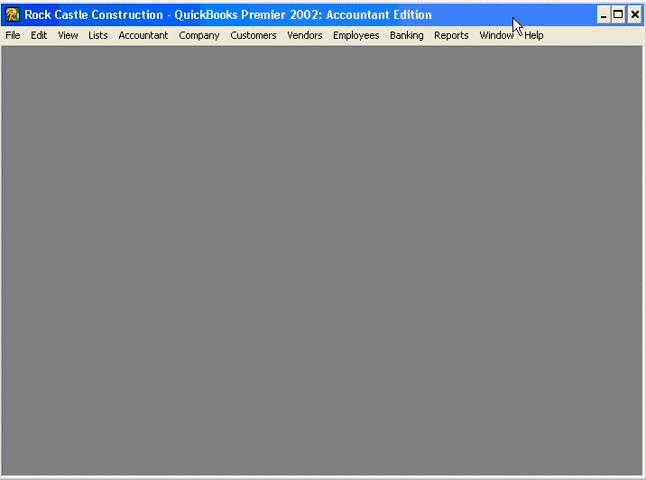 Rock Castle Construction - QuickBooks Premier 2002: Accountant Edition
File Edit View Lists Accountant Company Customers Vendors Employees Banking Reports Window Help